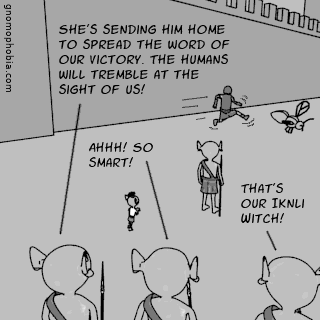 SHE'S SENDING HIM HOME
TO SPREAD THE WORD OF
OUR VICTORY. THE HUMANS
WILL TREMBLE AT THE
SIGHT OF US!
AHHH! SO
SMART!
THAT'S
OUR IKNLI
WITCH!
gnomophobia.com